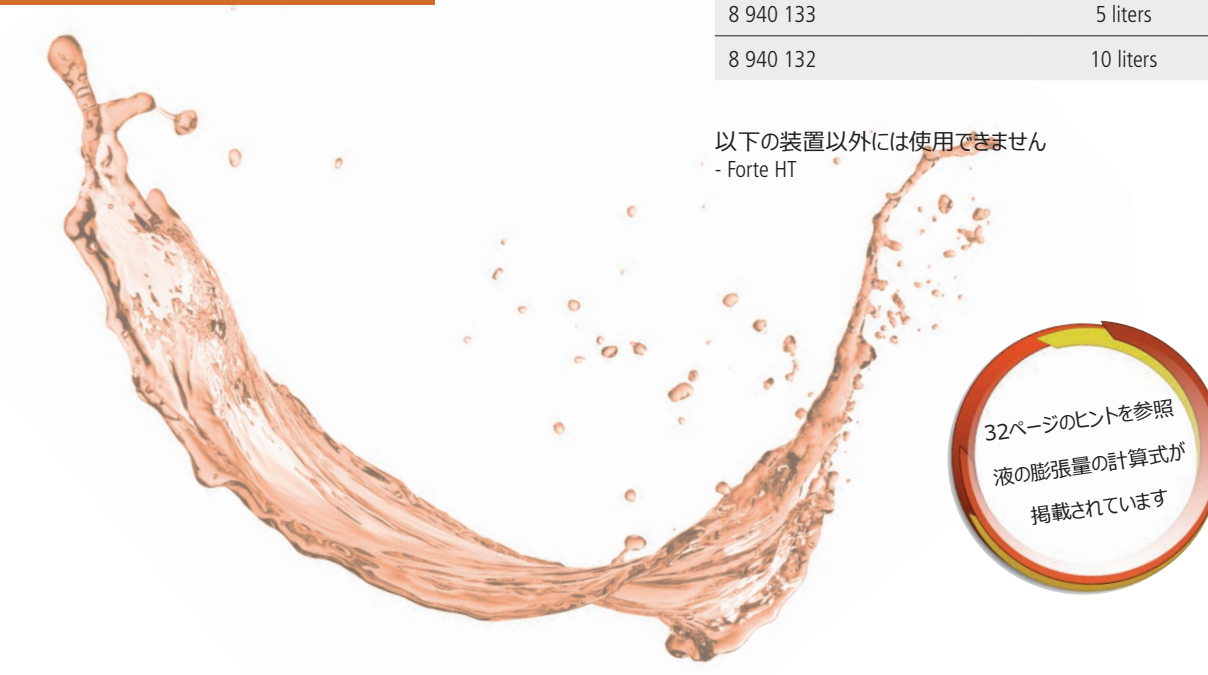 8 940 133 5 liters
8 940 132 10 liters
以下の装置以外には使用できません
- Forte HT
32ページのヒントを参照
液の膨張量の計算式が
掲載されています